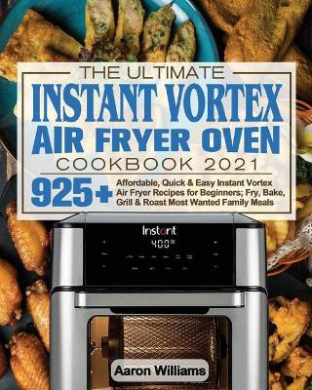 THE ULTIMATE
INSTANT VORTEX
AIR FRYER OVEN
COOKBOOK 2021
925+ Affordable, Quick & Easy Instant Vortex
Air Fryer Recipes for Beginners; Fry, Bake,
Grill & Roast Most Wanted Family Meals
Instant
400°
Aaron Williams